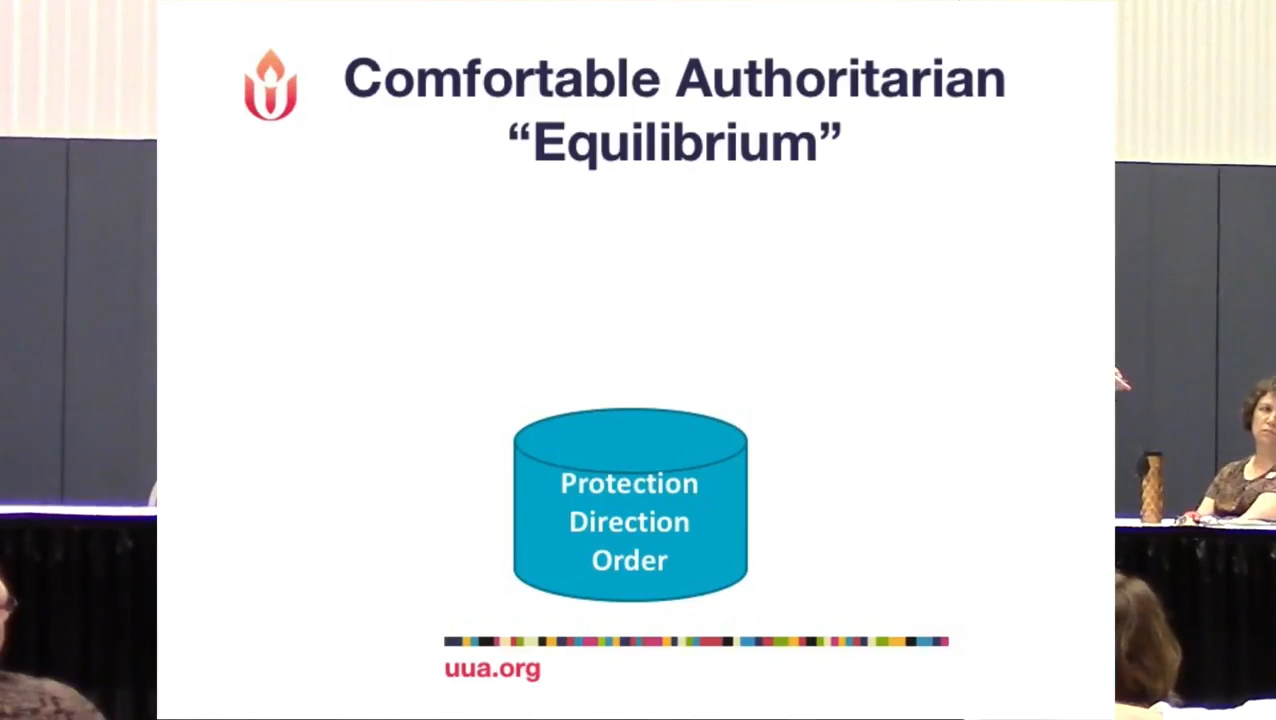 Comfortable Authoritarian
“Equilibrium”
Protection
Direction
Order
uua.org